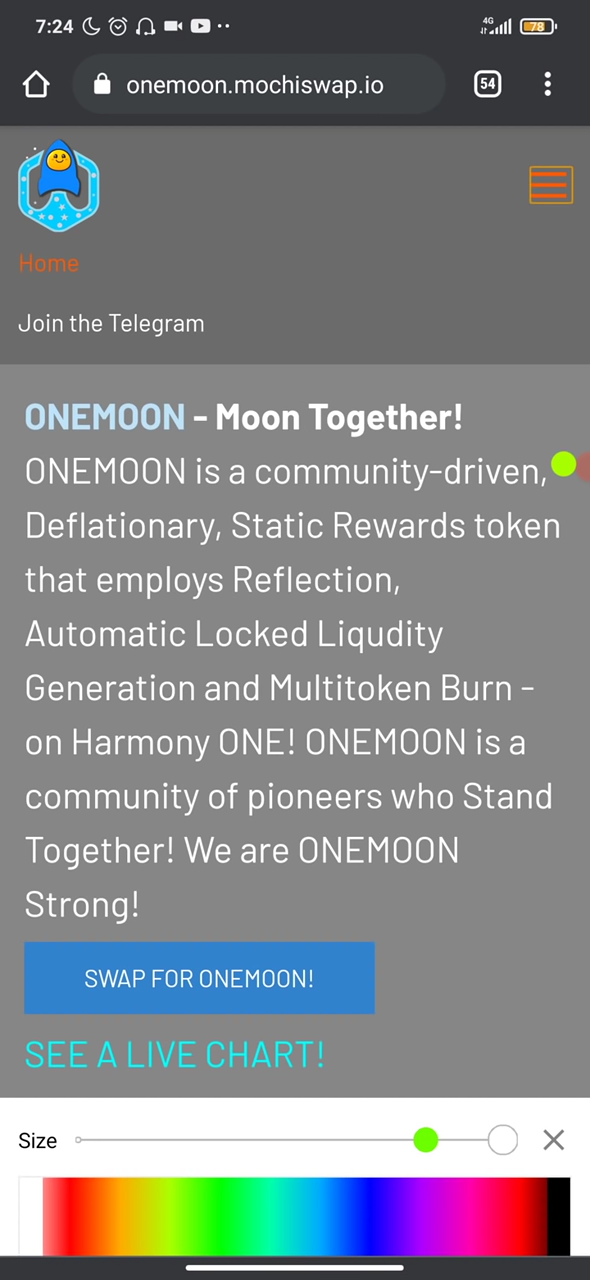 7:24
4G
78
onemoon.mochiswap.io
54
Home
Join the Telegram
ONEMOON - Moon Together!
ONEMOON is a community-driven,
Deflationary, Static Rewards token
that employs Reflection,
Automatic Locked Liqudity
Generation and Multitoken Burn -
on Harmony ONE! ONEMOON is a
community of pioneers who Stand
Together! We are ONEMOON
Strong!
SWAP FOR ONEMOON!
SEE A LIVE CHART!
Size